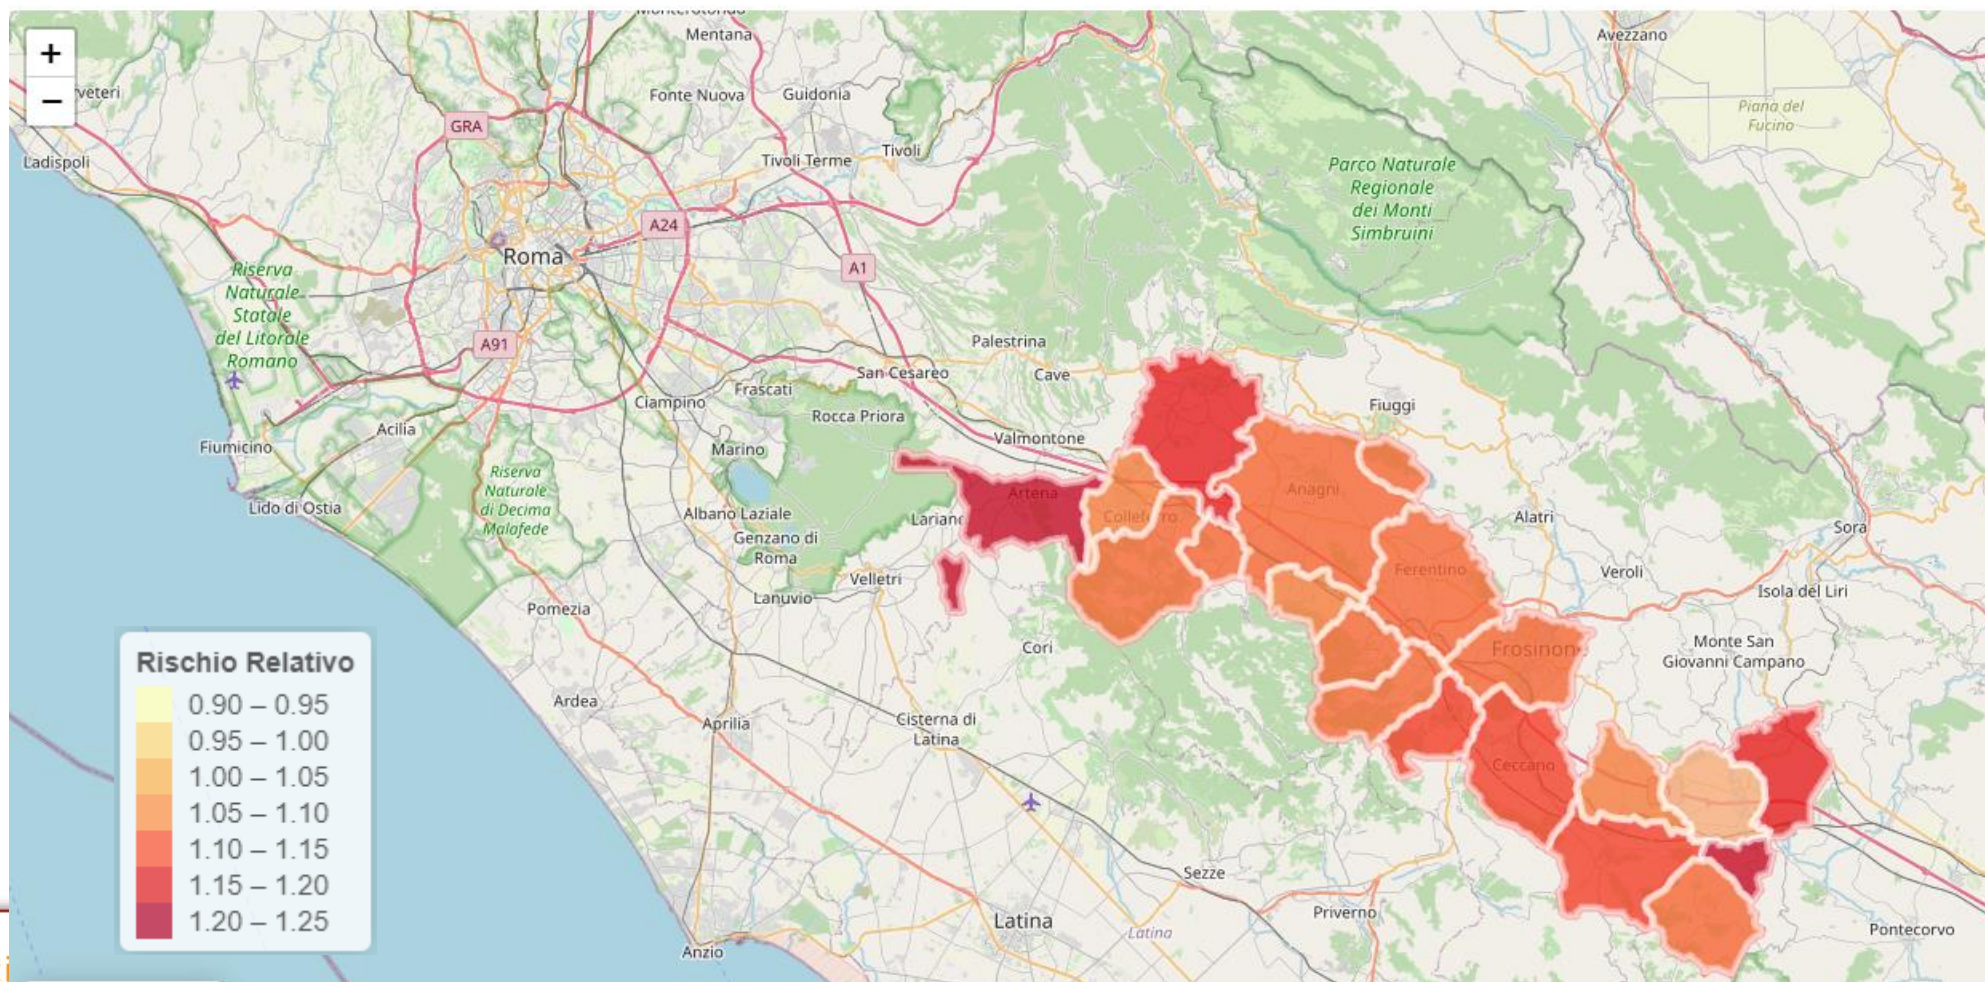 Mentana
Avezzano
+
−
Fonte Nuova
Guidonia
Piana del
Fucino
GRA
Ladispoli
Tivoli Terme
Tivoli
Parco Naturale
Regionale
dei Monti
Simbruini
A24
Roma
A1
Riserva
Naturale
Statale
del Litorale
Romano
A91
Palestrina
San Cesareo
Cave
Frascati
Ciampino
Rocca Priora
Fiuggi
Acilia
Fiumicino
Marino
Valmontone
Riserva
Naturale
di Decima
Malafede
Artena
Anagni
Lido di Ostia
Albano Laziale
Colleferro
Alatri
Sora
Genzano di
Roma
Velletri
Ferentino
Veroli
Isola del Liri
Lanuvio
Pomezia
Cori
Monte San
Giovanni Campano
Rischio Relativo
0.90 – 0.95
0.95 – 1.00
1.00 – 1.05
1.05 – 1.10
1.10 – 1.15
1.15 – 1.20
1.20 – 1.25
Ardea
Aprilia
Cisterna di
Latina
Ceccano
Sezze
Priverno
Latina
Latina
Pontecorvo
Anzio